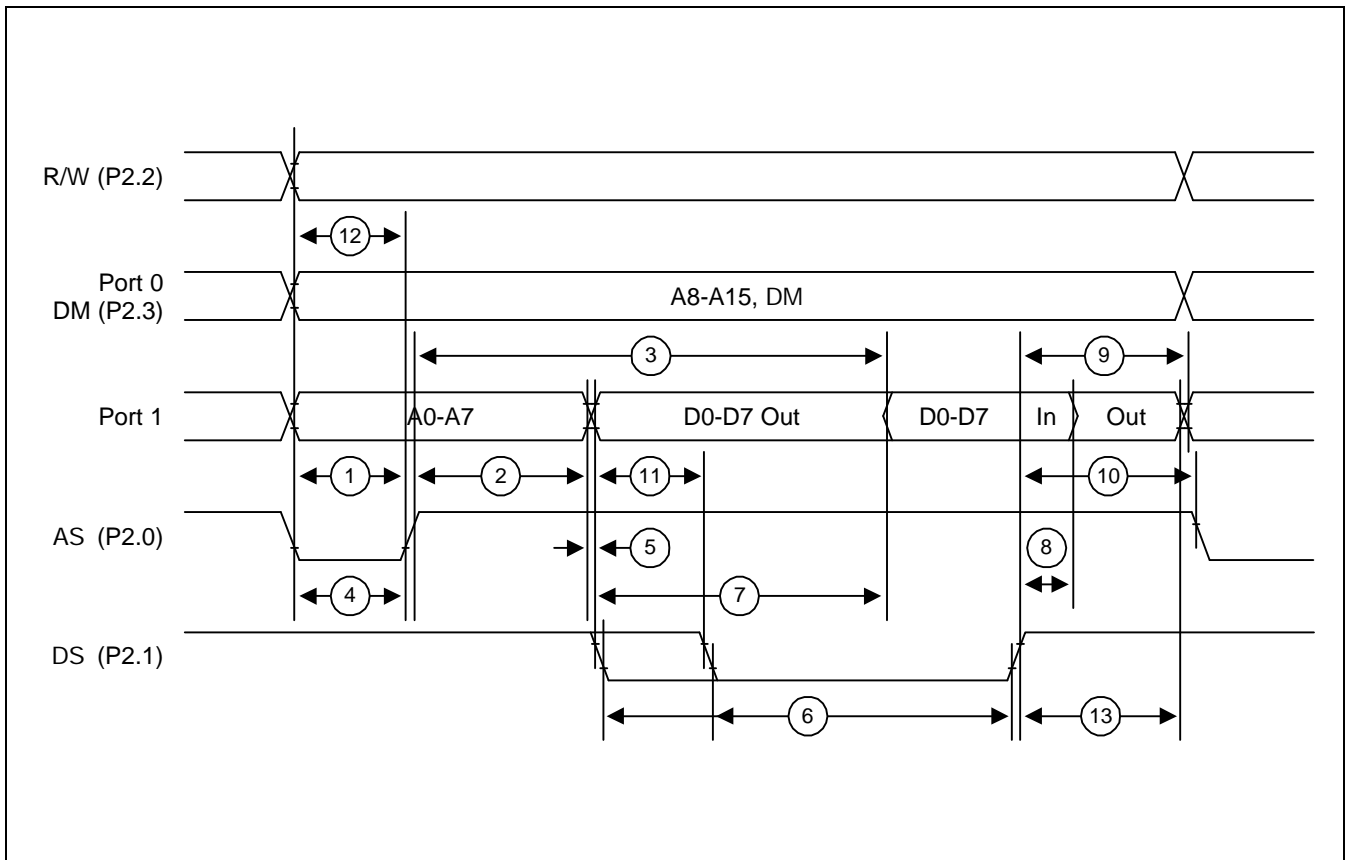 R/W (P2.2)
12
Port 0
DM (P2.3)
A8-A15, DM
3
9
Port 1
A0-A7
D0-D7 Out
D0-D7
In
Out
1
2
11
10
AS (P2.0)
5
8
4
7
DS (P2.1)
6
13